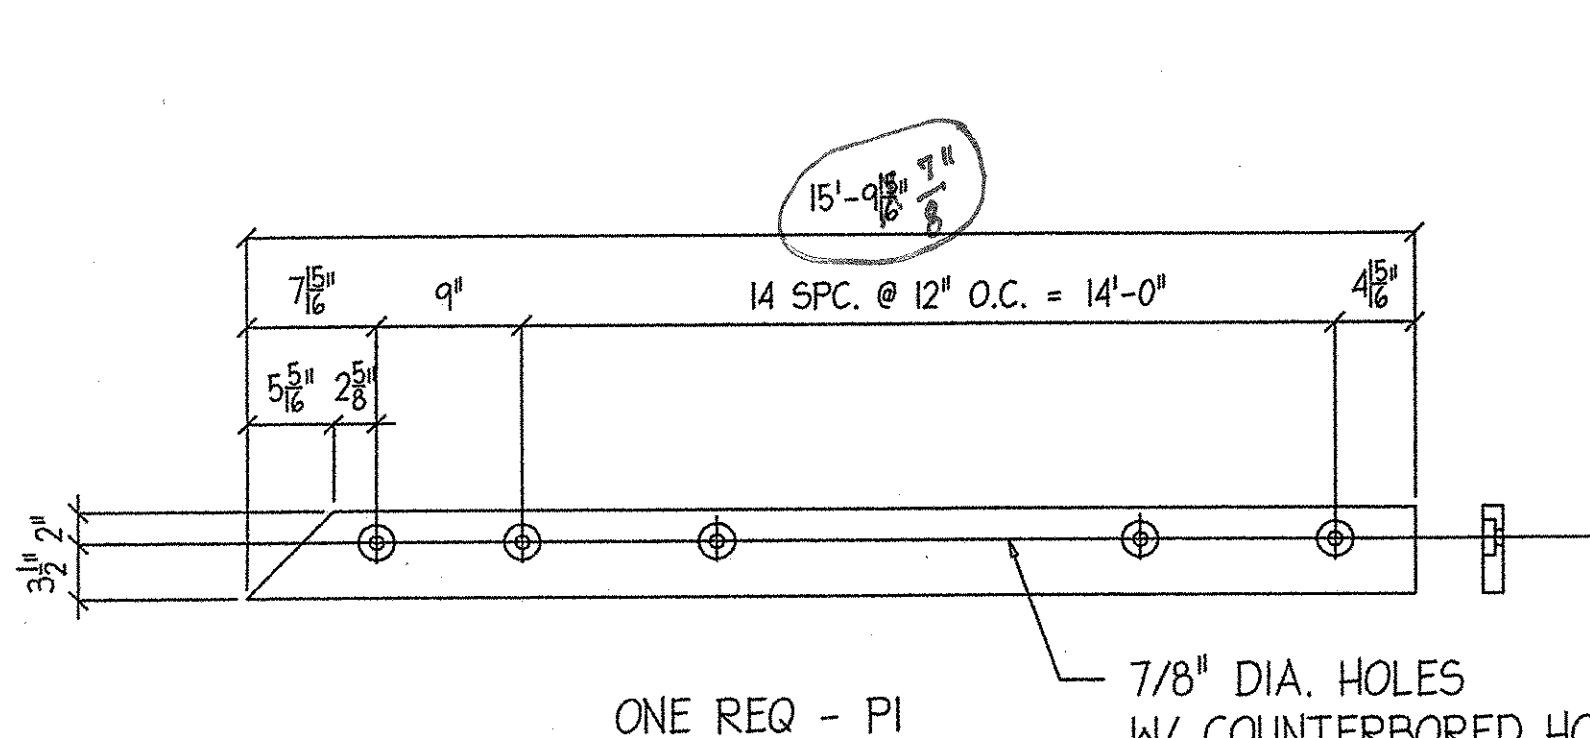 15'-9 15/16" 7/8"
7 15/16"
9"
14 SPC. @ 12" O.C. = 14'-0"
4 15/16"
5 5/16"
2 5/8"
2"
3 1/2"
7/8" DIA. HOLES
W/ COUNTERBORED
ONE REQ - P1